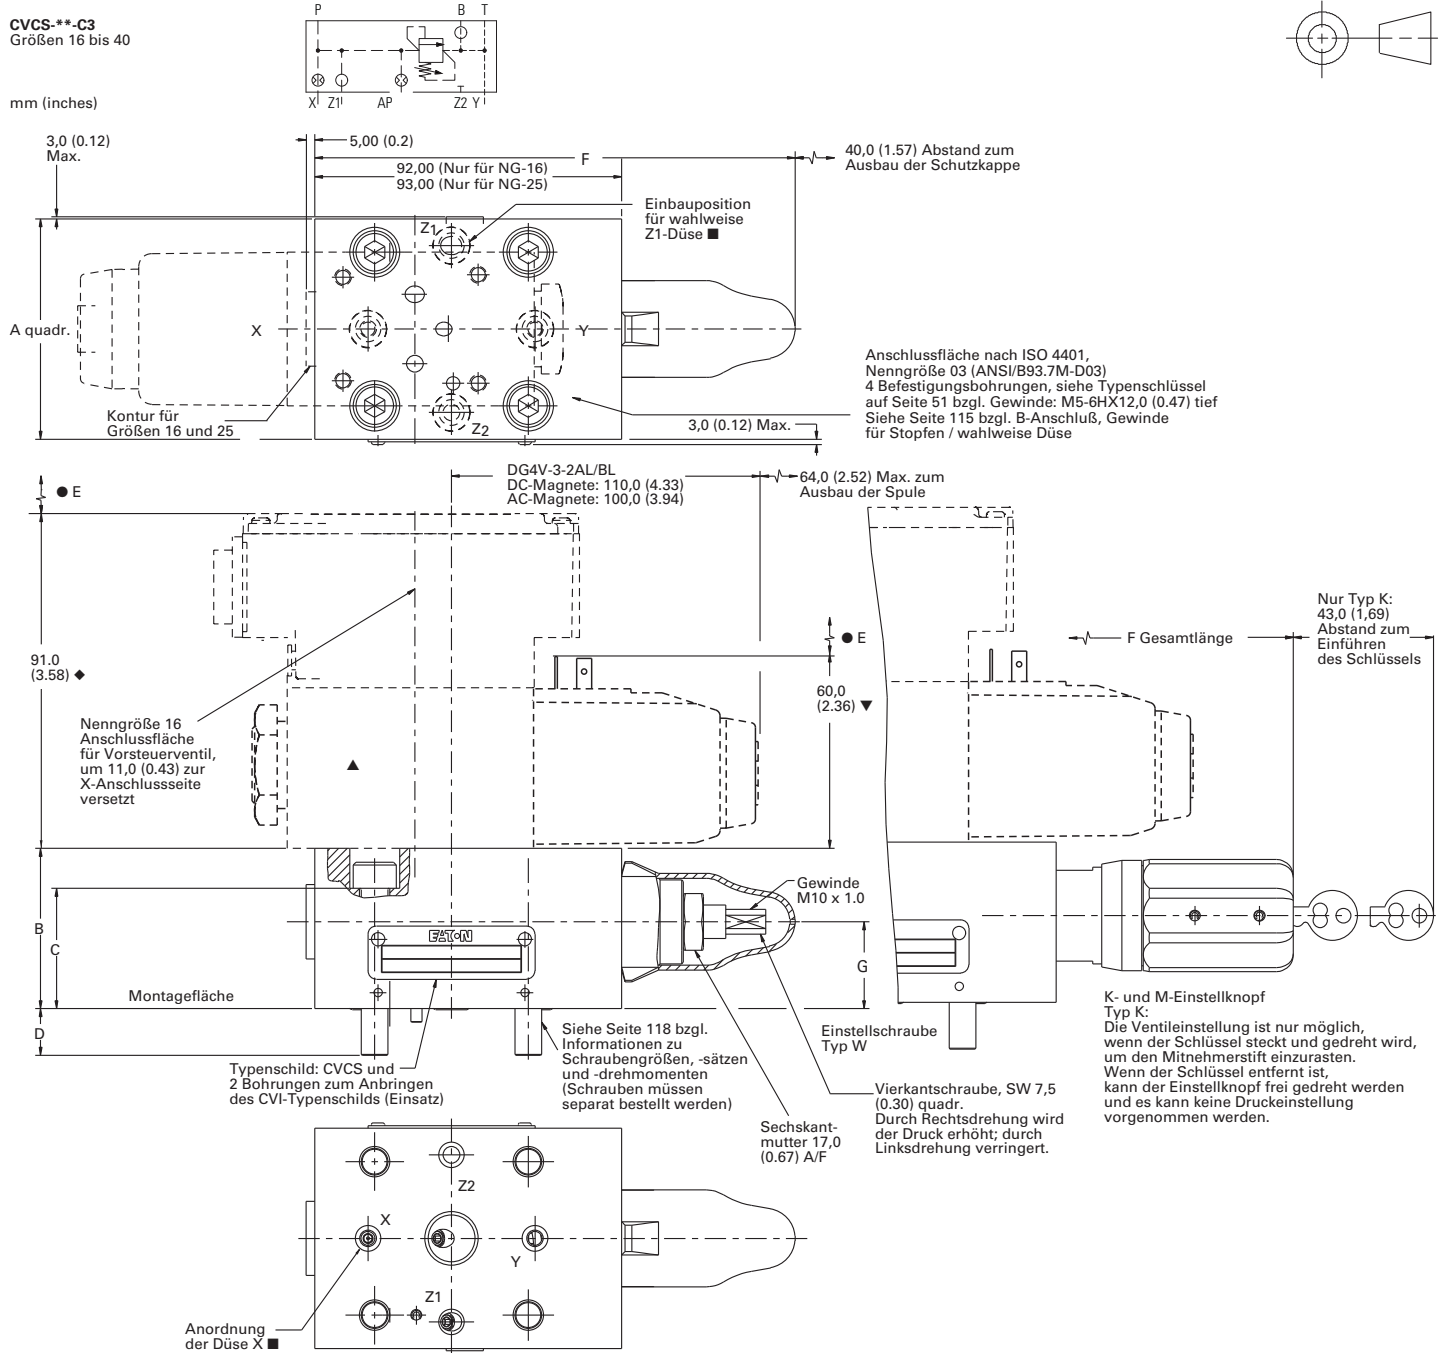 CVCS-**-C3
Größen 16 bis 40
mm (inches)
P
B
T
X
Z1
AP
Z2
Y
3,0 (0.12)
Max.
5,00 (0.2)
F
92,00 (Nur für NG-16)
93,00 (Nur für NG-25)
40,0 (1.57) Abstand zum
Ausbau der Schutzkappe
Einbauposition
für wahlweise
Z1-Düse ■
Z1
A quadr.
X
Y
Z2
Kontur für
Größen 16 und 25
3,0 (0.12) Max.
Anschlussfläche nach ISO 4401,
Nenngröße 03 (ANSI/B93.7M-D03)
4 Befestigungsbohrungen, siehe Typenschlüssel
auf Seite 51 bzgl. Gewinde: M5-6HX12,0 (0.47) tief
Siehe Seite 115 bzgl. B-Anschluß, Gewinde
für Stopfen / wahlweise Düse
● E
DG4V-3-2AL/BL
DC-Magnete: 110,0 (4.33)
AC-Magnete: 100,0 (3.94)
64,0 (2.52) Max. zum
Ausbau der Spule
91.0
(3.58) ◆
Nenngröße 16
Anschlussfläche
für Vorsteuerventil,
um 11,0 (0.43) zur
X-Anschlussseite
versetzt
▲
● E
60,0
(2.36) ▼
F Gesamtlänge
Nur Typ K:
43,0 (1,69)
Abstand zum
Einführen
des Schlüssels
B
C
D
G
EATON
Gewinde
M10 x 1.0
Montagefläche
Typenschild: CVCS und
2 Bohrungen zum Anbringen
des CVI-Typenschilds (Einsatz)
Siehe Seite 118 bzgl.
Informationen zu
Schraubengrößen, -sätzen
und -drehmomenten
(Schrauben müssen
separat bestellt werden)
Einstellschraube
Typ W
Sechskant-
mutter 17,0
(0.67) A/F
Vierkantschraube, SW 7,5
(0.30) quadr.
Durch Rechtsdrehung wird
der Druck erhöht; durch
Linksdrehung verringert.
K- und M-Einstellknopf
Typ K:
Die Ventileinstellung ist nur möglich,
wenn der Schlüssel steckt und gedreht wird,
um den Mitnehmerstift einzurasten.
Wenn der Schlüssel entfernt ist,
kann der Einstellknopf frei gedreht werden
und es kann keine Druckeinstellung
vorgenommen werden.
Z2
X
Y
Z1
Anordnung
der Düse X ■